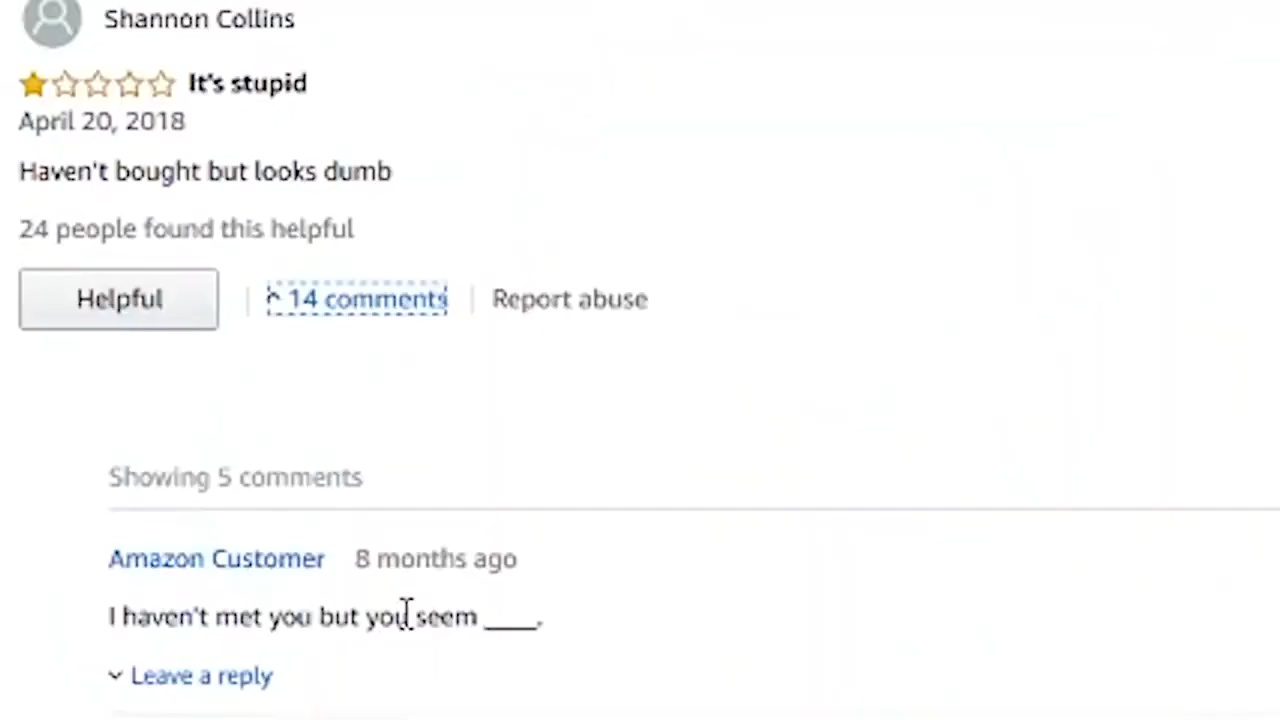 Shannon Collins
It's stupid
April 20, 2018
Haven't bought but looks dumb
24 people found this helpful
Helpful
14 comments
Report abuse
Showing 5 comments
Amazon Customer 8 months ago
I haven't met you but you seem ____.
Leave a reply